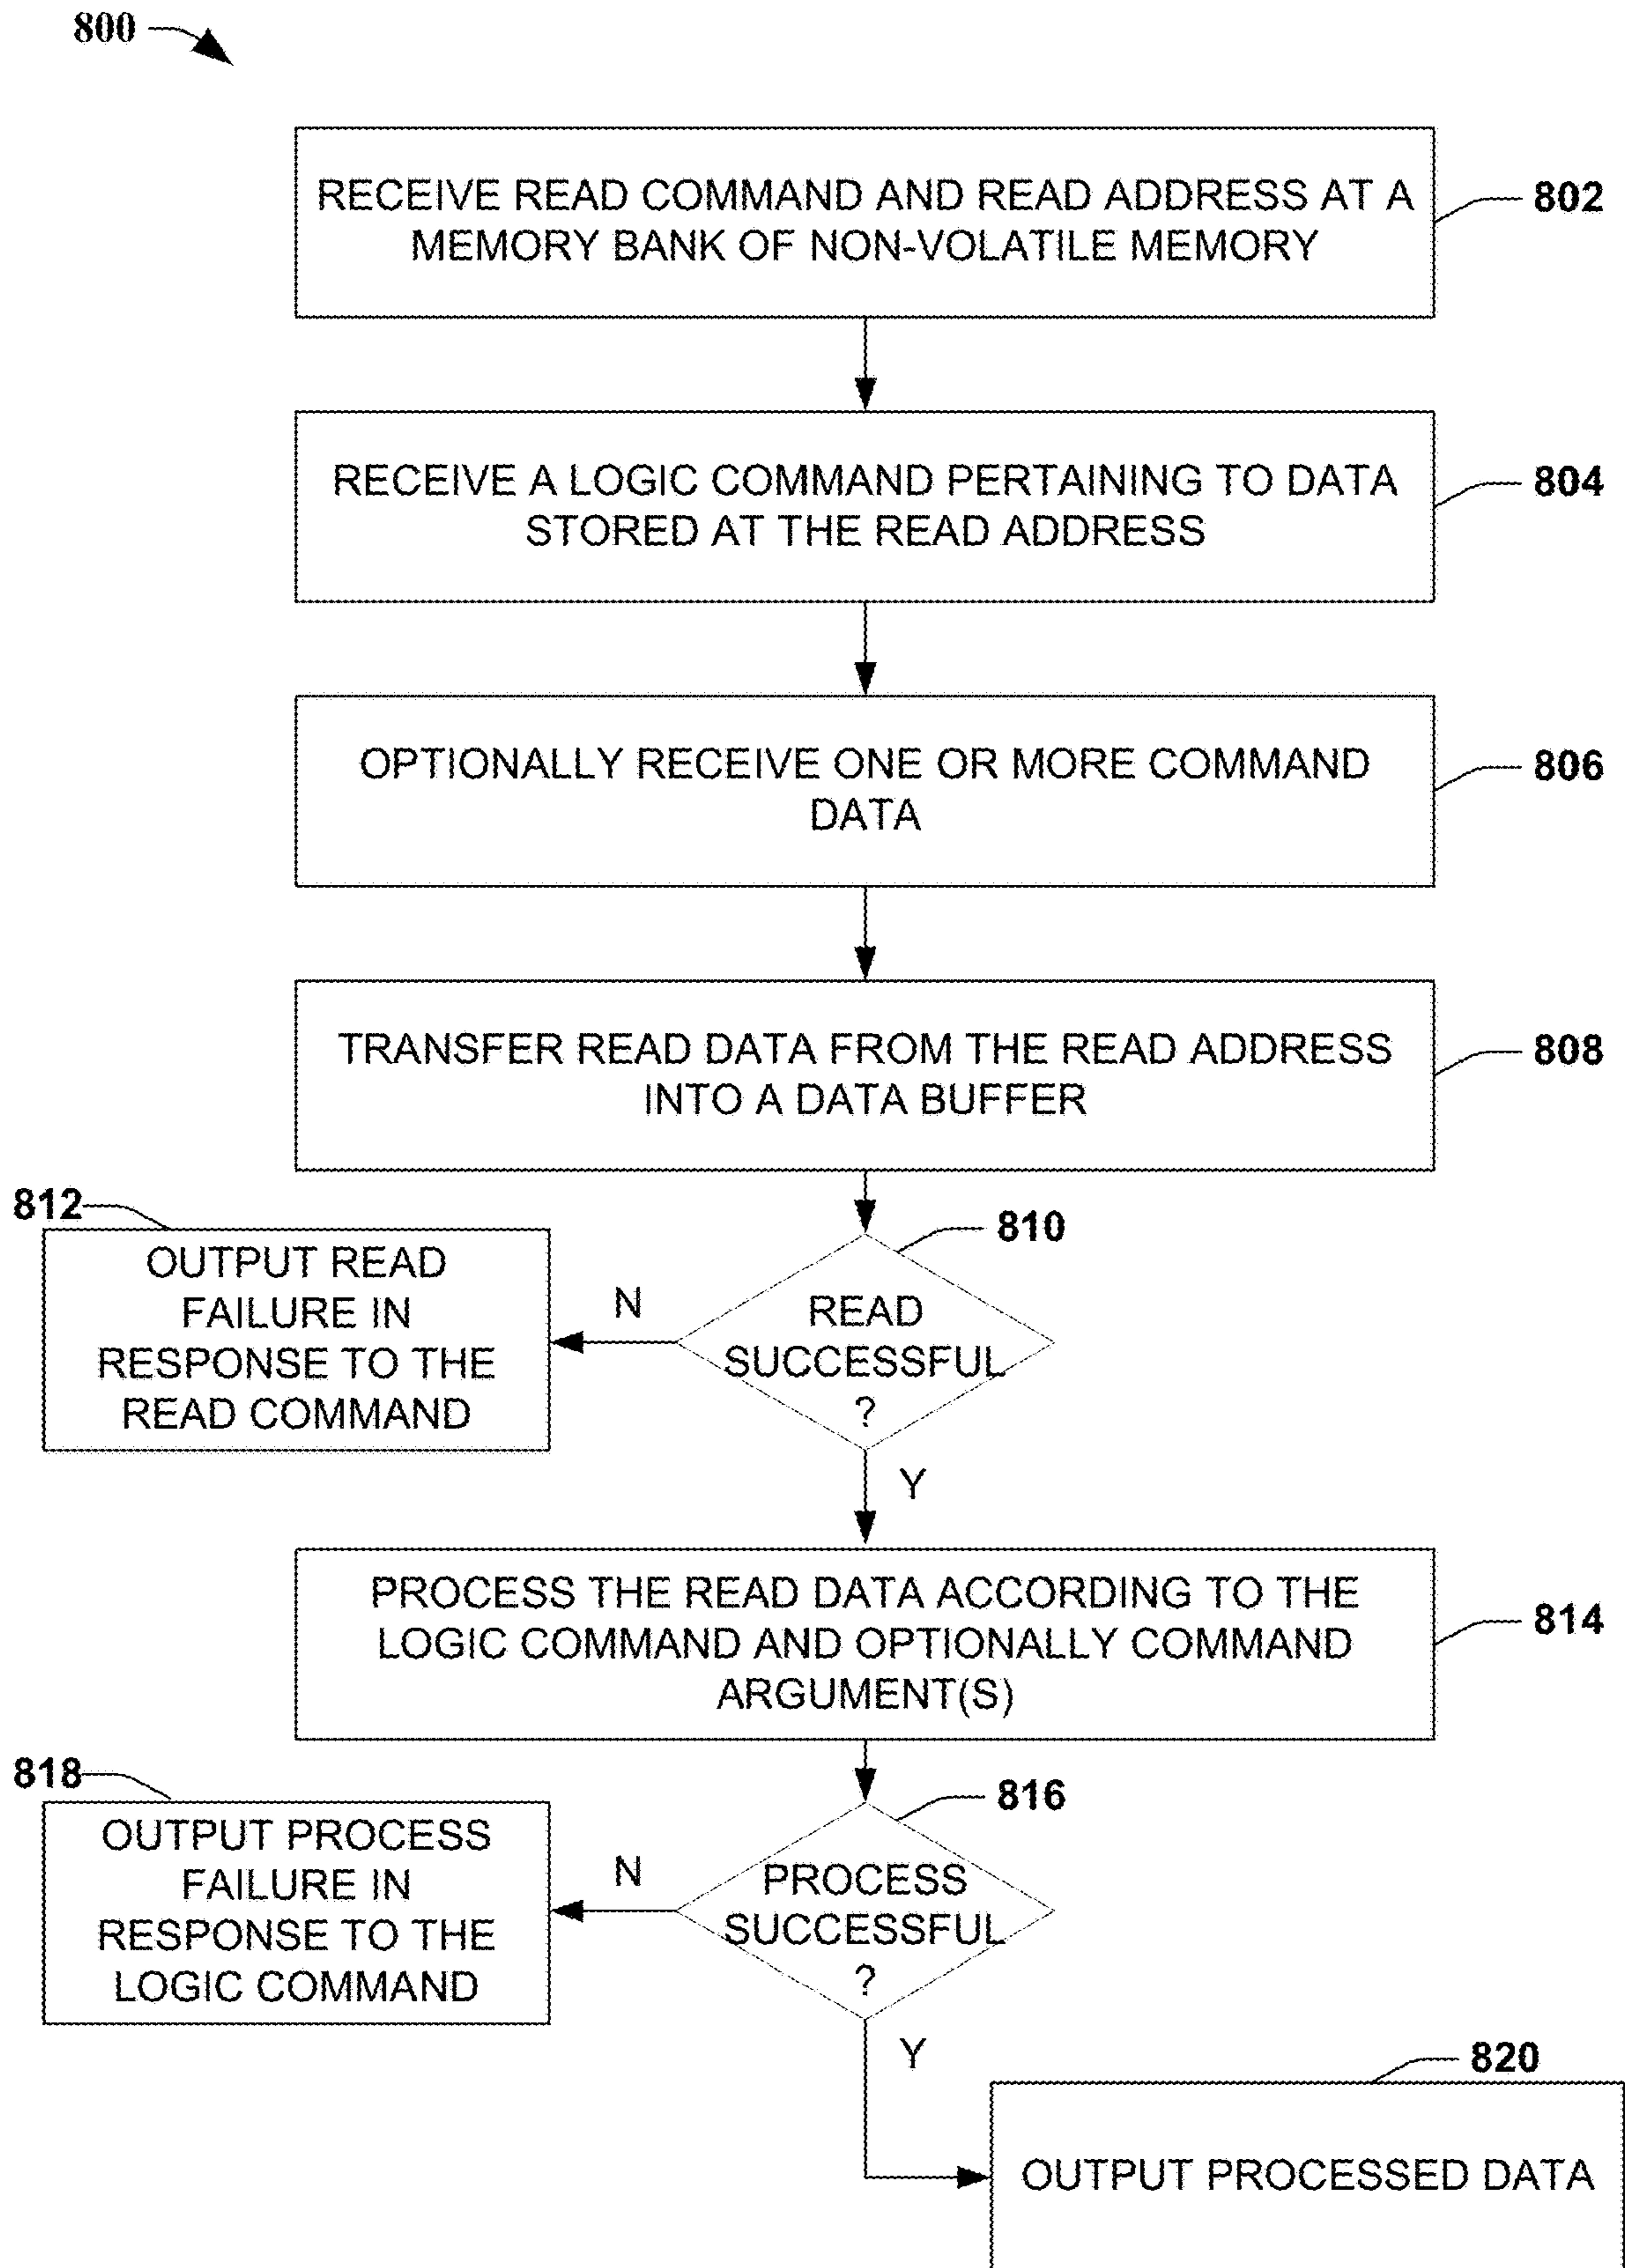 800
RECEIVE READ COMMAND AND READ ADDRESS AT A
MEMORY BANK OF NON-VOLATILE MEMORY
802
RECEIVE A LOGIC COMMAND PERTAINING TO DATA
STORED AT THE READ ADDRESS
804
OPTIONALLY RECEIVE ONE OR MORE COMMAND
DATA
806
TRANSFER READ DATA FROM THE READ ADDRESS
INTO A DATA BUFFER
808
812
OUTPUT READ
FAILURE IN
RESPONSE TO THE
READ COMMAND
N
810
READ
SUCCESSFUL
?
Y
PROCESS THE READ DATA ACCORDING TO THE
LOGIC COMMAND AND OPTIONALLY COMMAND
ARGUMENT(S)
814
818
OUTPUT PROCESS
FAILURE IN
RESPONSE TO THE
LOGIC COMMAND
N
816
PROCESS
SUCCESSFUL
?
Y
820
OUTPUT PROCESSED DATA